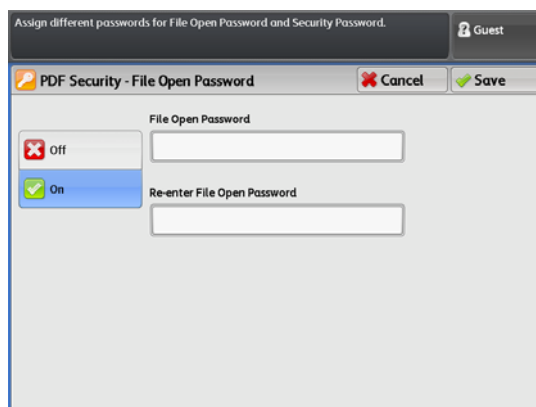 Assign different passwords for File Open Password and Security Password.
Guest
PDF Security - File Open Password
Cancel
Save
File Open Password
Off
On
Re-enter File Open Password